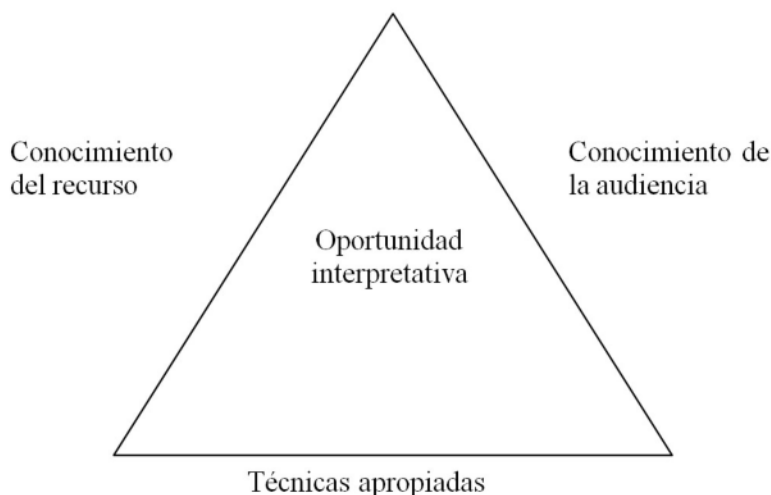 Conocimiento
del recurso
Conocimiento de
la audiencia
Oportunidad
interpretativa
Técnicas apropiadas